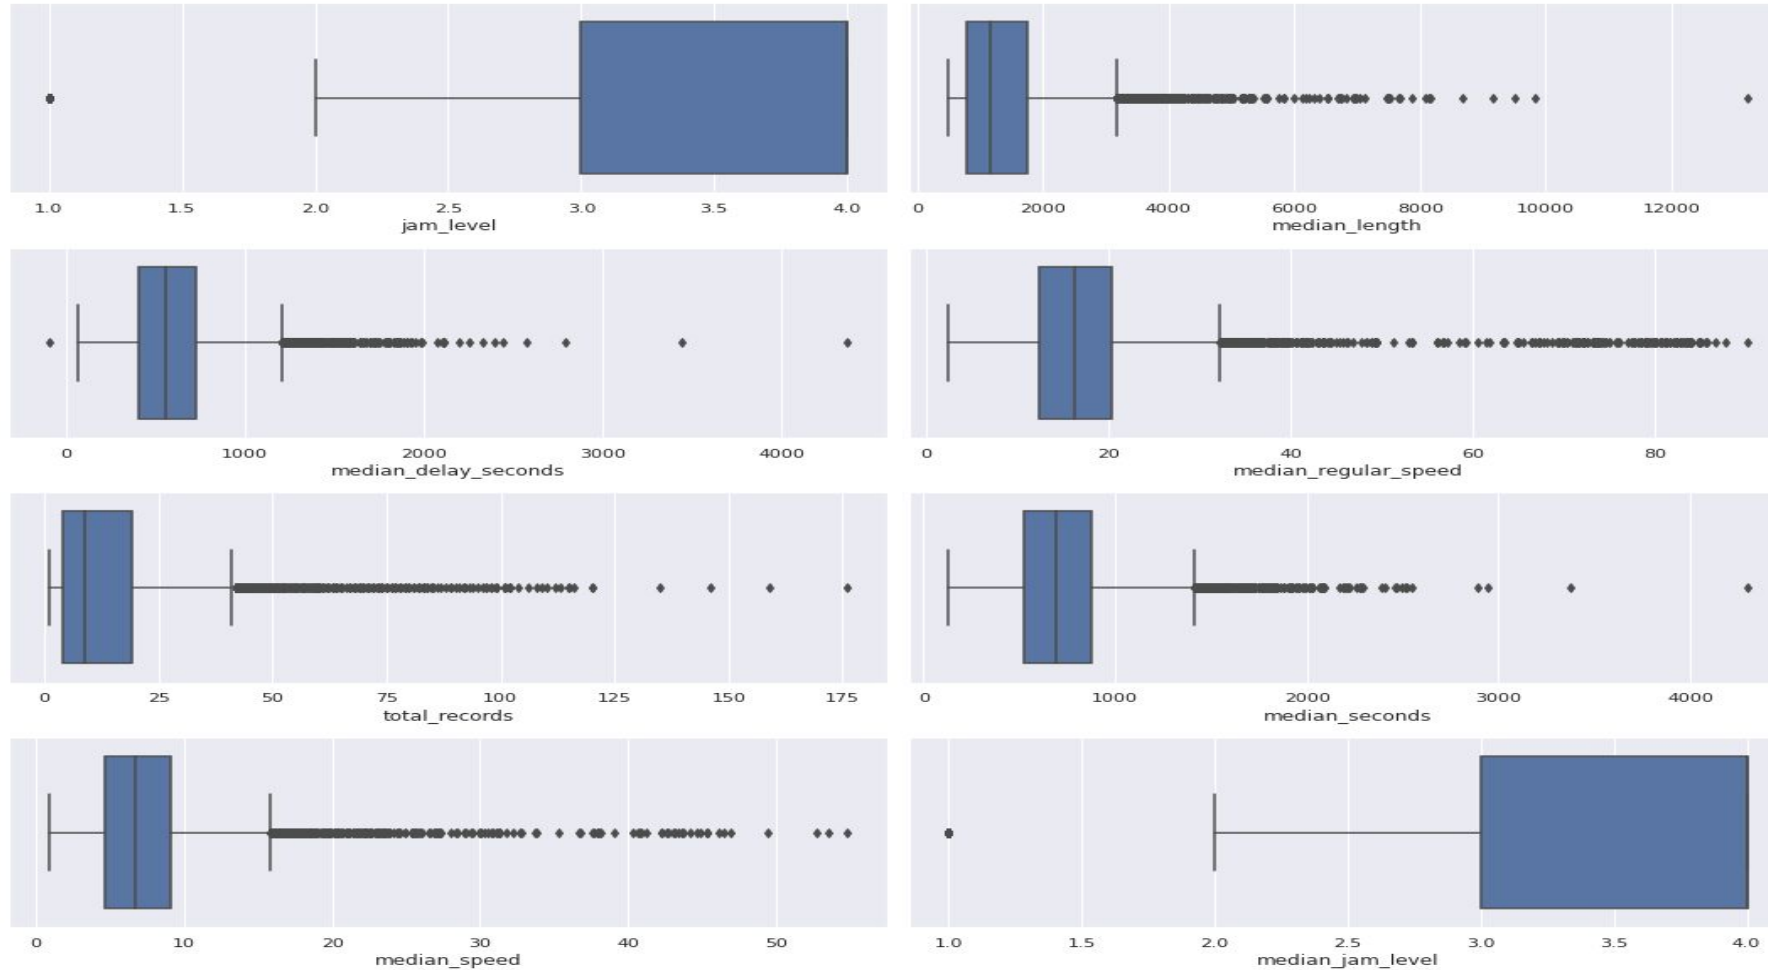 1.0 1.5 2.0 2.5 3.0 3.5 4.0
jam_level
0 2000 4000 6000 8000 10000 12000
median_length
0 1000 2000 3000 4000
median_delay_seconds
0 20 40 60 80
median_regular_speed
0 25 50 75 100 125 150 175
total_records
0 1000 2000 3000 4000
median_seconds
0 10 20 30 40 50
median_speed
1.0 1.5 2.0 2.5 3.0 3.5 4.0
median_jam_level